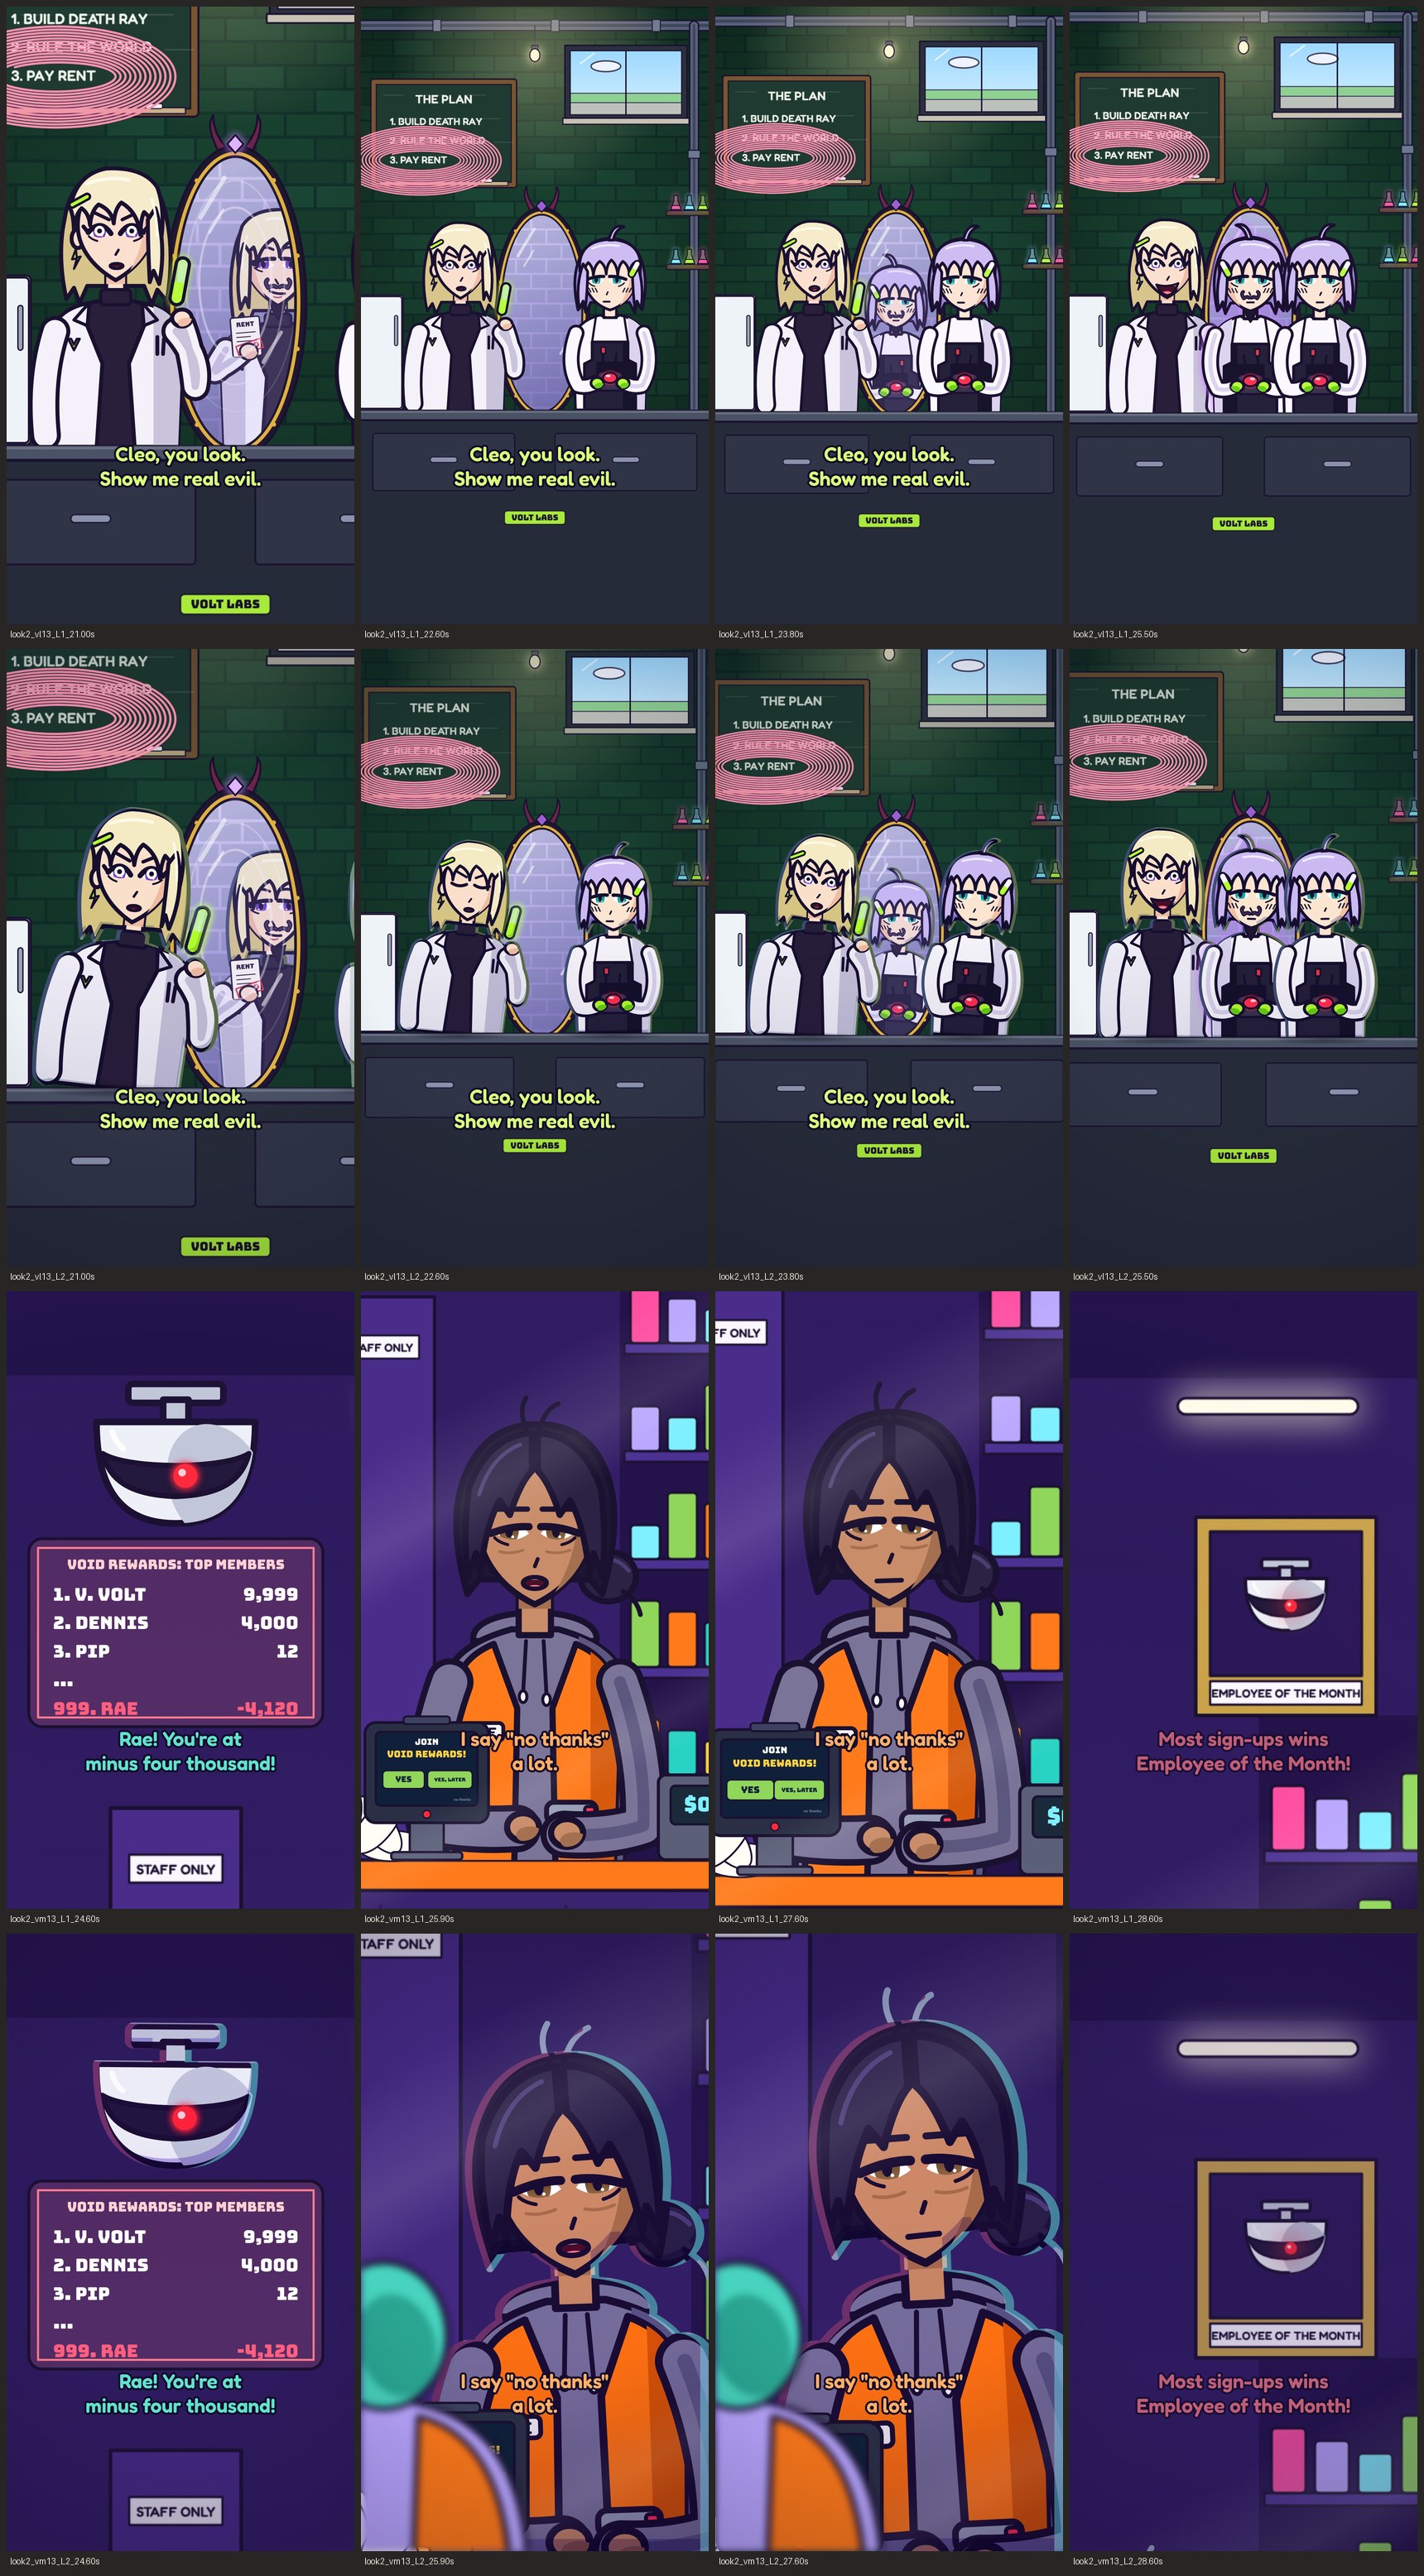 1. BUILD DEATH RAY
2. RULE THE WORLD
3. PAY RENT
RENT
Cleo, you look.
Show me real evil.
VOLT LABS
look2_vl13_L1_21.00s
THE PLAN
1. BUILD DEATH RAY
2. RULE THE WORLD
3. PAY RENT
Cleo, you look.
Show me real evil.
VOLT LABS
look2_vl13_L1_22.60s
THE PLAN
1. BUILD DEATH RAY
2. RULE THE WORLD
3. PAY RENT
Cleo, you look.
Show me real evil.
VOLT LABS
look2_vl13_L1_23.80s
THE PLAN
1. BUILD DEATH RAY
2. RULE THE WORLD
3. PAY RENT
VOLT LABS
look2_vl13_L1_25.50s
1. BUILD DEATH RAY
2. RULE THE WORLD
3. PAY RENT
RENT
Cleo, you look.
Show me real evil.
VOLT LABS
look2_vl13_L2_21.00s
THE PLAN
1. BUILD DEATH RAY
2. RULE THE WORLD
3. PAY RENT
Cleo, you look.
Show me real evil.
VOLT LABS
look2_vl13_L2_22.60s
THE PLAN
1. BUILD DEATH RAY
2. RULE THE WORLD
3. PAY RENT
Cleo, you look.
Show me real evil.
VOLT LABS
look2_vl13_L2_23.80s
THE PLAN
1. BUILD DEATH RAY
2. RULE THE WORLD
3. PAY RENT
VOLT LABS
look2_vl13_L2_25.50s
VOID REWARDS: TOP MEMBERS
1. V. VOLT 9,999
2. DENNIS 4,000
3. PIP 12
...
999. RAE -4,120
Rae! You're at
minus four thousand!
STAFF ONLY
look2_vm13_L1_24.60s
AFF ONLY
I say "no thanks"
a lot.
JOIN
VOID REWARDS!
YES YES, LATER
no thanks
$0
look2_vm13_L1_25.90s
FF ONLY
I say "no thanks"
a lot.
JOIN
VOID REWARDS!
YES YES, LATER
no thanks
$
look2_vm13_L1_27.60s
EMPLOYEE OF THE MONTH
Most sign-ups wins
Employee of the Month!
look2_vm13_L1_28.60s
VOID REWARDS: TOP MEMBERS
1. V. VOLT 9,999
2. DENNIS 4,000
3. PIP 12
...
999. RAE -4,120
Rae! You're at
minus four thousand!
STAFF ONLY
look2_vm13_L2_24.60s
TAFF ONLY
I say "no thanks"
a lot.
look2_vm13_L2_25.90s
I say "no thanks"
a lot.
look2_vm13_L2_27.60s
EMPLOYEE OF THE MONTH
Most sign-ups wins
Employee of the Month!
look2_vm13_L2_28.60s